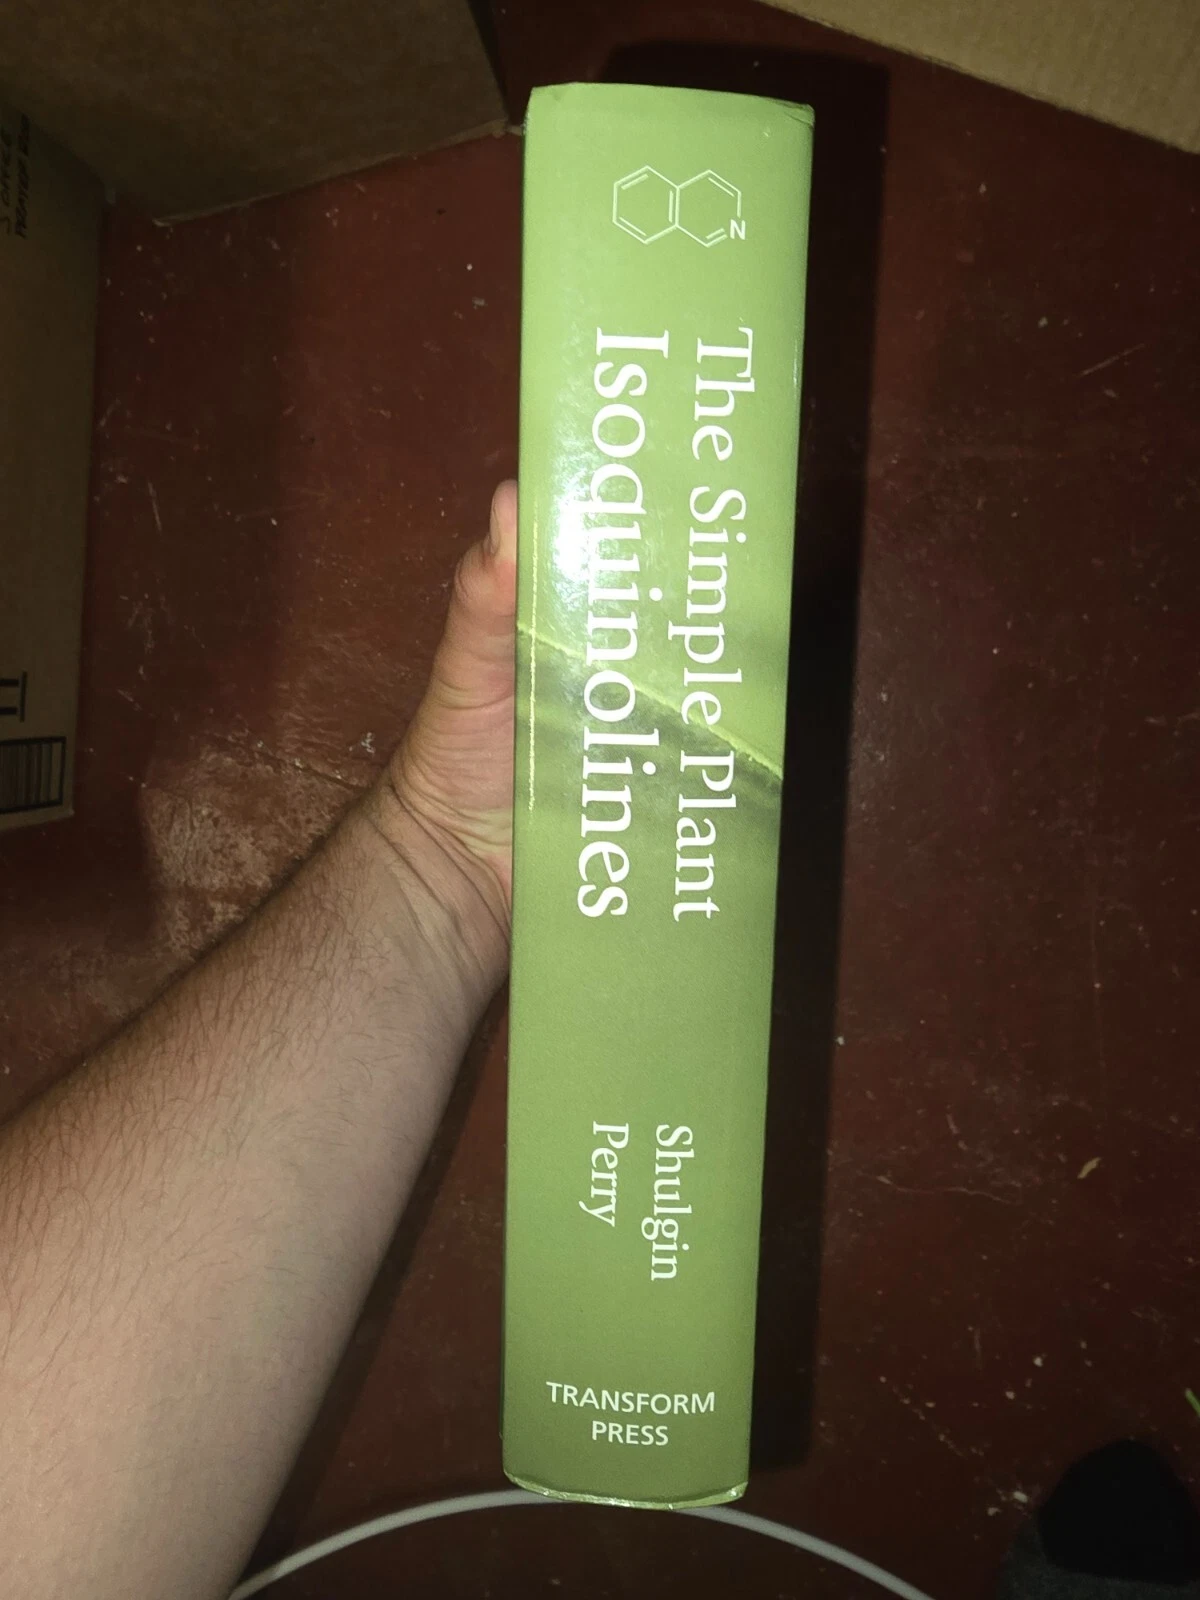 N
The Simple Plant
Isoquinolines
Shulgin
Perry
TRANSFORM
PRESS